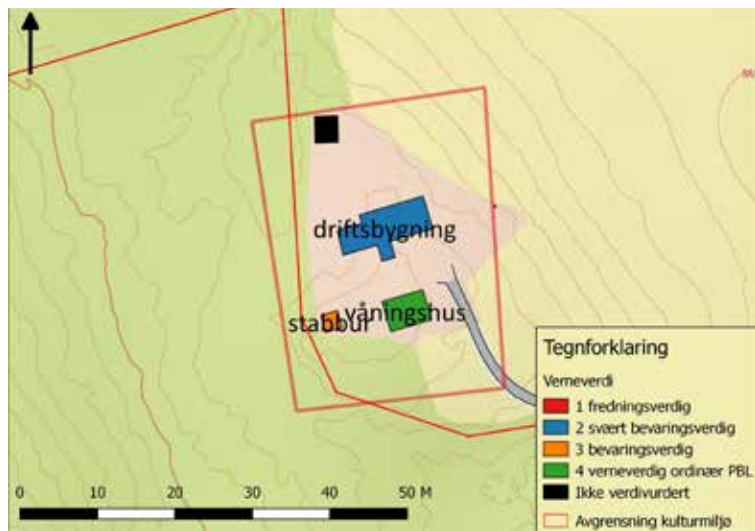 driftsbygning
våningshus
stabbur
Tegnforklaring
Verneverdi
1 fredningsverdig
2 svært bevaringsverdig
3 bevaringsverdig
4 verneverdig ordinær PBL
Ikke verdivurdert
Avgrensning kulturmiljø
0 10 20 30 40 50 M